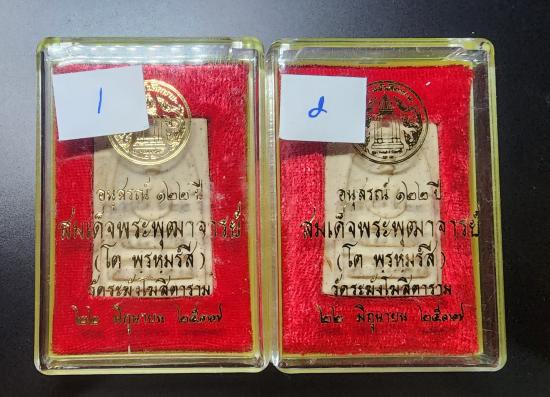 1
อนุสรณ์ ๑๒๒ ปี
สมเด็จพระพุฒาจารย์
(โต พรหมรํสี)
วัดระฆังโฆสิตาราม
๒๒ มิถุนายน ๒๕๓๗
2
อนุสรณ์ ๑๒๒ ปี
สมเด็จพระพุฒาจารย์
(โต พรหมรํสี)
วัดระฆังโฆสิตาราม
๒๒ มิถุนายน ๒๕๓๗